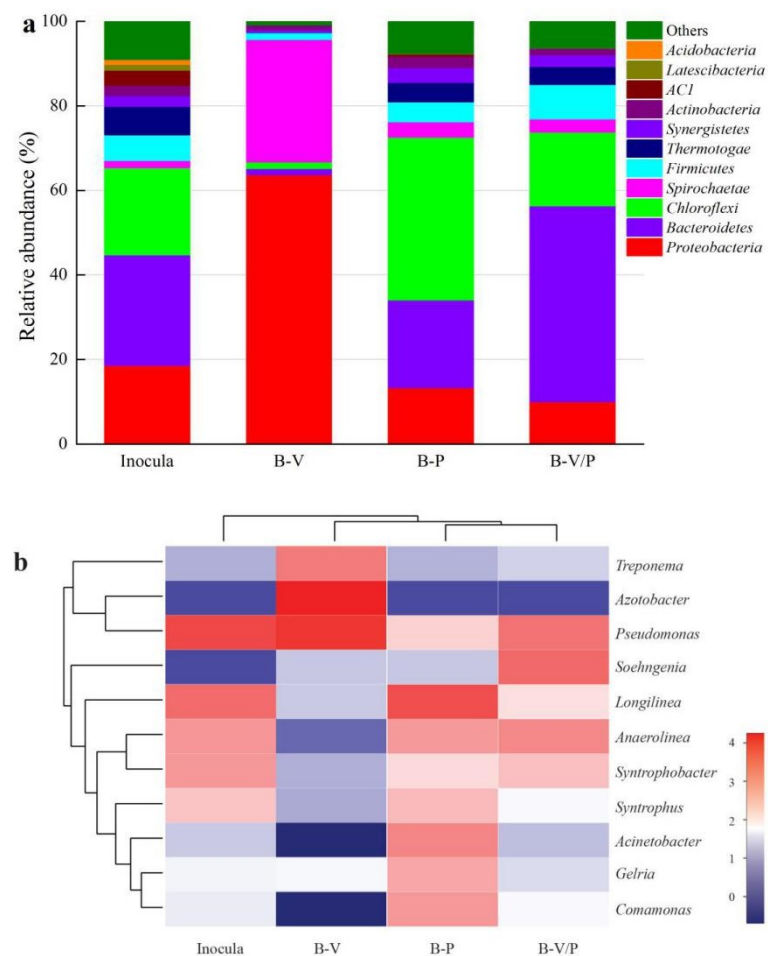 a
Relative abundance (%)
100
80
60
40
20
0
Inocula
B-V
B-P
B-V/P
Others
Acidobacteria
Latescibacteria
AC1
Actinobacteria
Synergistetes
Thermotogae
Firmicutes
Spirochaetae
Chloroflexi
Bacteroidetes
Proteobacteria
b
Treponema
Azotobacter
Pseudomonas
Soehngenia
Longilinea
Anaerolinea
Syntrophobacter
Syntrophus
Acinetobacter
Gelria
Comamonas
Inocula
B-V
B-P
B-V/P
4
3
2
1
0